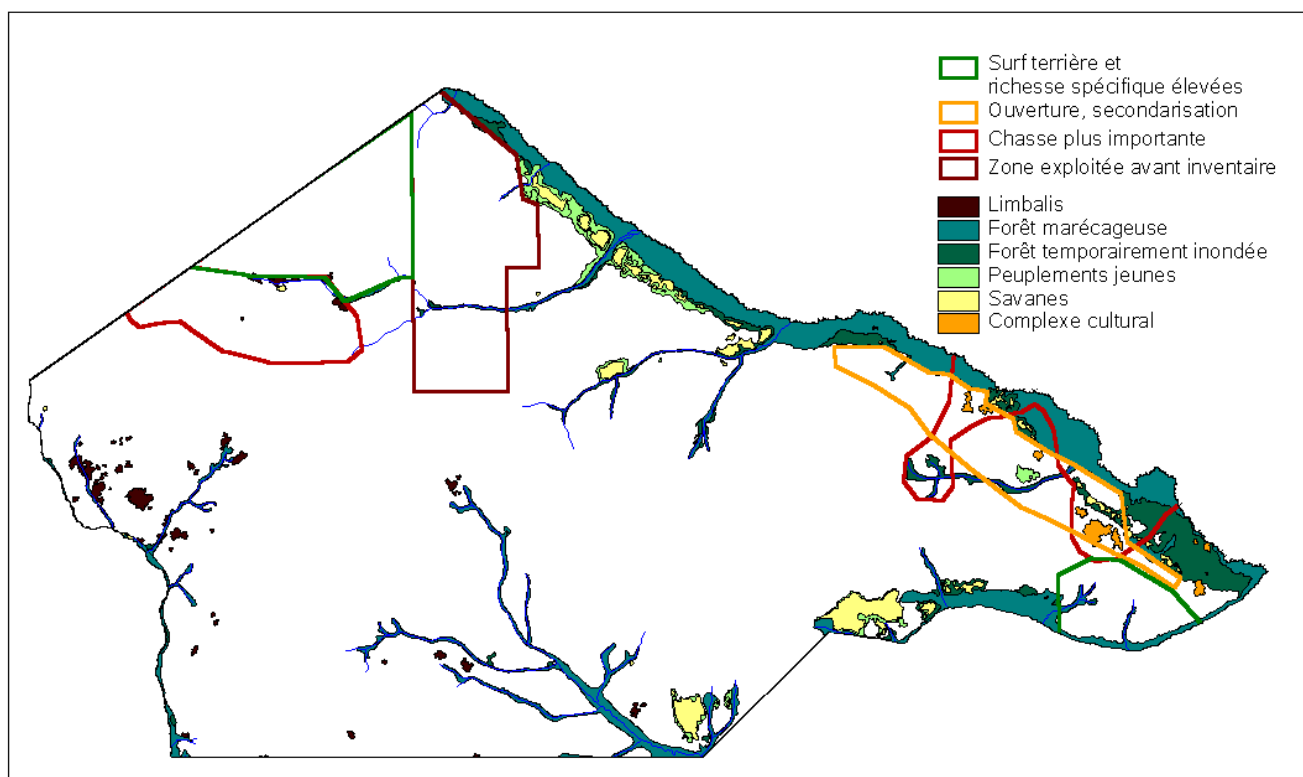 Surf terrière et
richesse spécifique élevées
Ouverture, secondarisation
Chasse plus importante
Zone exploitée avant inventaire
Limbalis
Forêt marécageuse
Forêt temporairement inondée
Peuplements jeunes
Savanes
Complexe cultural